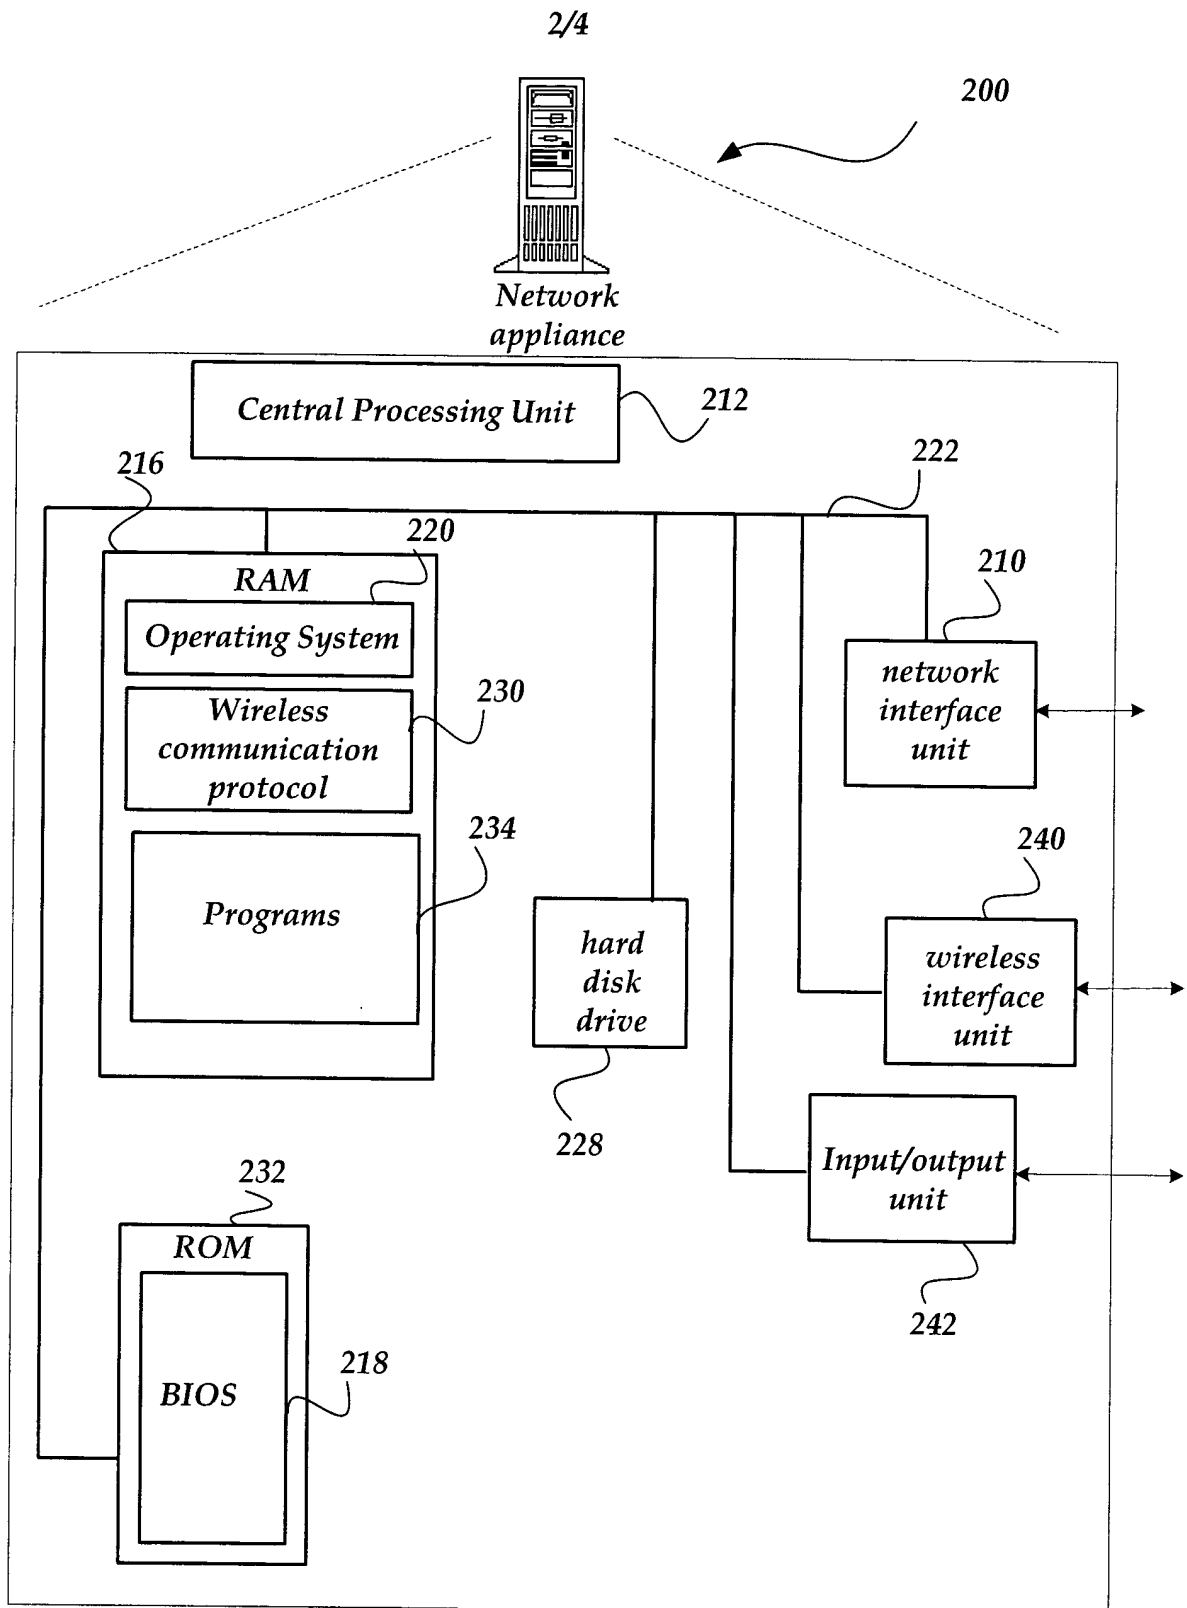 2/4
200
Network
appliance
Central Processing Unit
212
216
222
220
RAM
210
Operating System
network
interface
unit
Wireless
communication
protocol
230
234
240
Programs
hard
disk
drive
wireless
interface
unit
228
Input/output
unit
232
ROM
242
BIOS
218